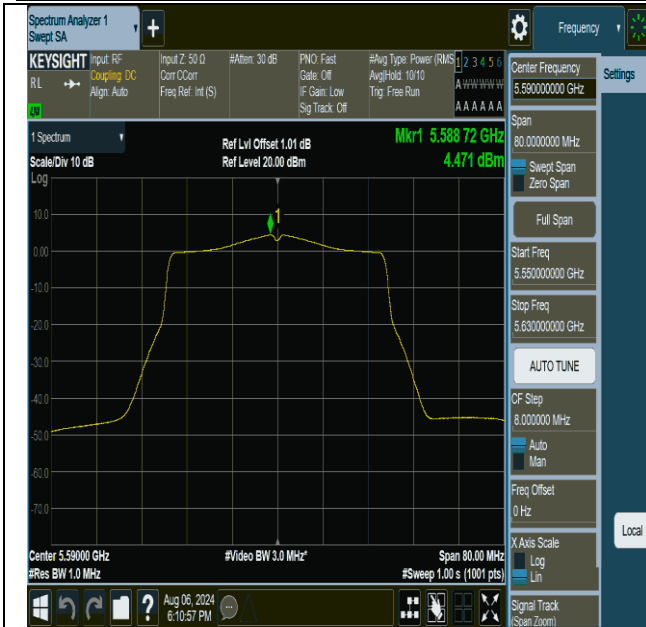 Spectrum Analyzer 1
Swept SA
+
Frequency
Settings
KEYSIGHT
RL
Input: RF
Coupling: DC
Align: Auto
Input Z: 50 Ω
Corr CCorr
Freq Ref: Int (S)
#Atten: 30 dB
PNO: Fast
Gate: Off
IF Gain: Low
Sig Track: Off
#Avg Type: Power (RMS
Avg|Hold: 10/10
Trig: Free Run
1 2 3 4 5 6
A W W W W W
A A A A A A
1 Spectrum
Scale/Div 10 dB
Log
Ref Lvl Offset 1.01 dB
Ref Level 20.00 dBm
Mkr1 5.588 72 GHz
4.471 dBm
1
10.0
0.00
-10.0
-20.0
-30.0
-40.0
-50.0
-60.0
-70.0
Center 5.59000 GHz
#Res BW 1.0 MHz
#Video BW 3.0 MHz*
Span 80.00 MHz
#Sweep 1.00 s (1001 pts)
Center Frequency
5.590000000 GHz
Span
80.0000000 MHz
Swept Span
Zero Span
Full Span
Start Freq
5.550000000 GHz
Stop Freq
5.630000000 GHz
AUTO TUNE
CF Step
8.000000 MHz
Auto
Man
Freq Offset
0 Hz
X Axis Scale
Log
Lin
Signal Track
(Span Zoom)
Local
?
Aug 06, 2024
6:10:57 PM